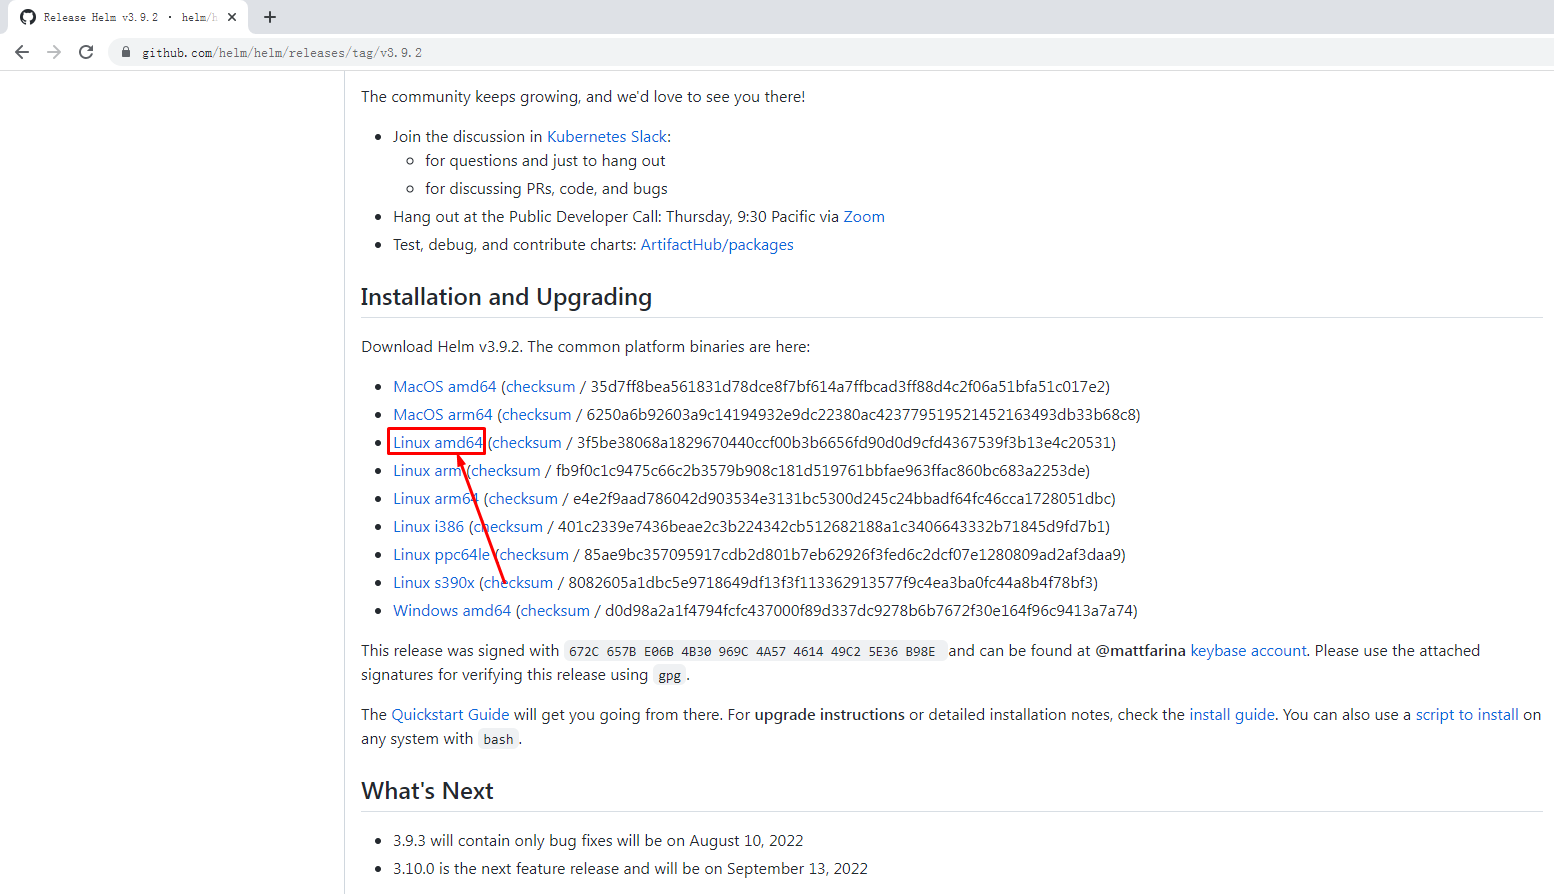 Release Helm v3.9.2 · helm/h
github.com/helm/helm/releases/tag/v3.9.2
The community keeps growing, and we'd love to see you there!
Join the discussion in Kubernetes Slack:
for questions and just to hang out
for discussing PRs, code, and bugs
Hang out at the Public Developer Call: Thursday, 9:30 Pacific via Zoom
Test, debug, and contribute charts: ArtifactHub/packages
Installation and Upgrading
Download Helm v3.9.2. The common platform binaries are here:
MacOS amd64 (checksum / 35d7ff8bea561831d78dce8f7bf614a7ffbcad3ff88d4c2f06a51bfa51c017e2)
MacOS arm64 (checksum / 6250a6b92603a9c14194932e9dc22380ac423779519521452163493db33b68c8)
Linux amd64 (checksum / 3f5be38068a1829670440ccf00b3b6656fd90d0d9cfd4367539f3b13e4c20531)
Linux arm (checksum / fb9f0c1c9475c66c2b3579b908c181d519761bbfae963ffac860bc683a2253de)
Linux arm64 (checksum / e4e2f9aad786042d903534e3131bc5300d245c24bbadf64fc46cca1728051dbc)
Linux i386 (checksum / 401c2339e7436beae2c3b224342cb512682188a1c3406643332b71845d9fd7b1)
Linux ppc64le (checksum / 85ae9bc357095917cdb2d801b7eb62926f3fed6c2dcf07e1280809ad2af3daa9)
Linux s390x (checksum / 8082605a1dbc5e9718649df13f3f113362913577f9c4ea3ba0fc44a8b4f78bf3)
Windows amd64 (checksum / d0d98a2a1f4794fcfc437000f89d337dc9278b6b7672f30e164f96c9413a7a74)
This release was signed with 672C 657B E06B 4B30 969C 4A57 4614 49C2 5E36 B98E and can be found at @mattfarina keybase account. Please use the attached
signatures for verifying this release using gpg.
The Quickstart Guide will get you going from there. For upgrade instructions or detailed installation notes, check the install guide. You can also use a script to install on
any system with bash.
What's Next
3.9.3 will contain only bug fixes will be on August 10, 2022
3.10.0 is the next feature release and will be on September 13, 2022